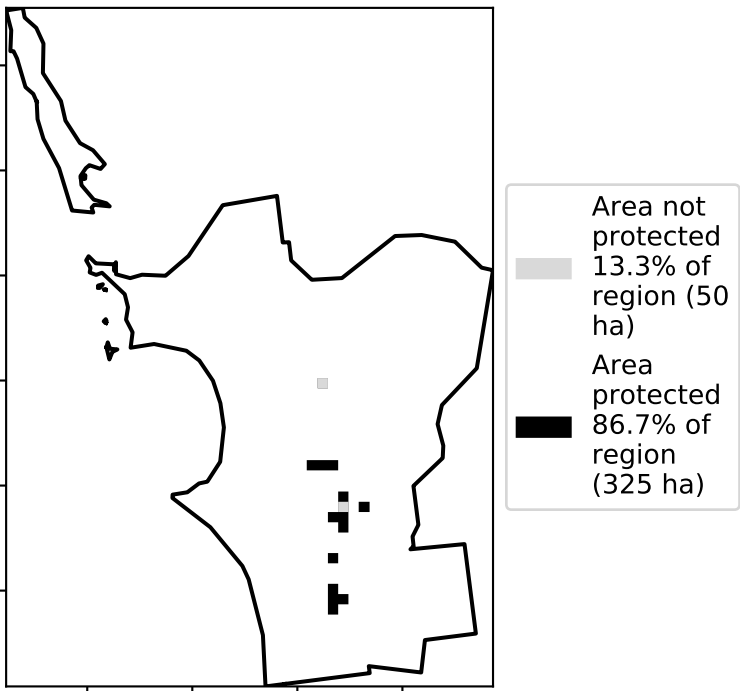 Area not
protected
13.3% of
region (50
ha)
Area
protected
86.7% of
region
(325 ha)